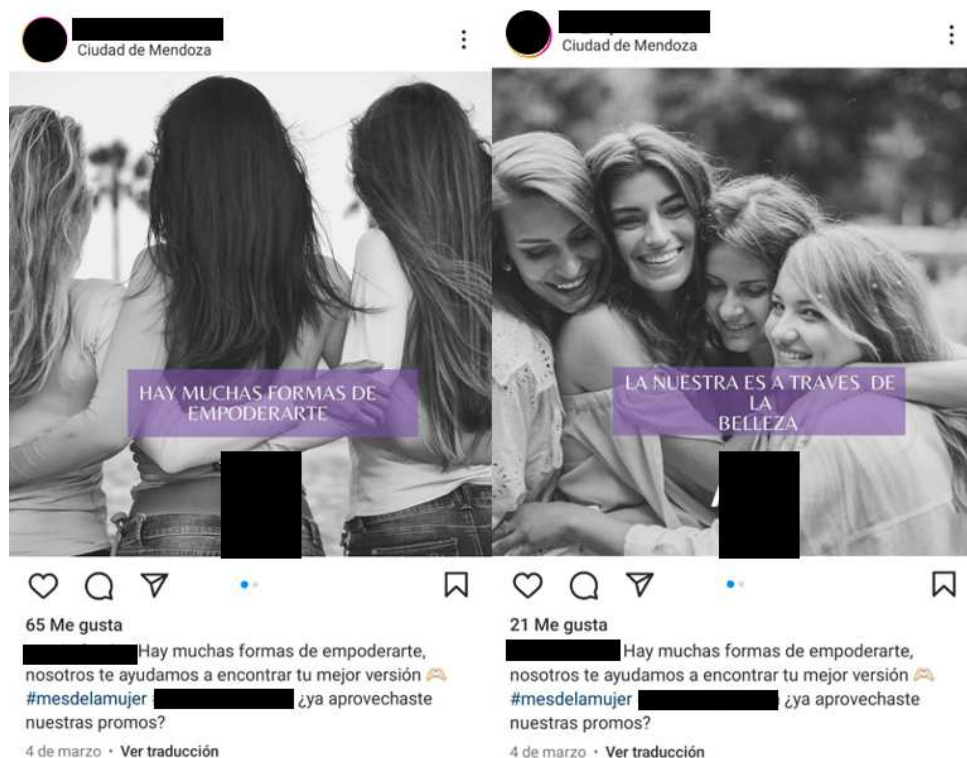 Ciudad de Mendoza
HAY MUCHAS FORMAS DE
EMPODERARTE
65 Me gusta
Hay muchas formas de empoderarte,
nosotros te ayudamos a encontrar tu mejor versión 🫶🏻
#mesdelamujer ¿ya aprovechaste
nuestras promos?
4 de marzo • Ver traducción
Ciudad de Mendoza
LA NUESTRA ES A TRAVES DE
LA
BELLEZA
21 Me gusta
Hay muchas formas de empoderarte,
nosotros te ayudamos a encontrar tu mejor versión 🫶🏻
#mesdelamujer ¿ya aprovechaste
nuestras promos?
4 de marzo • Ver traducción